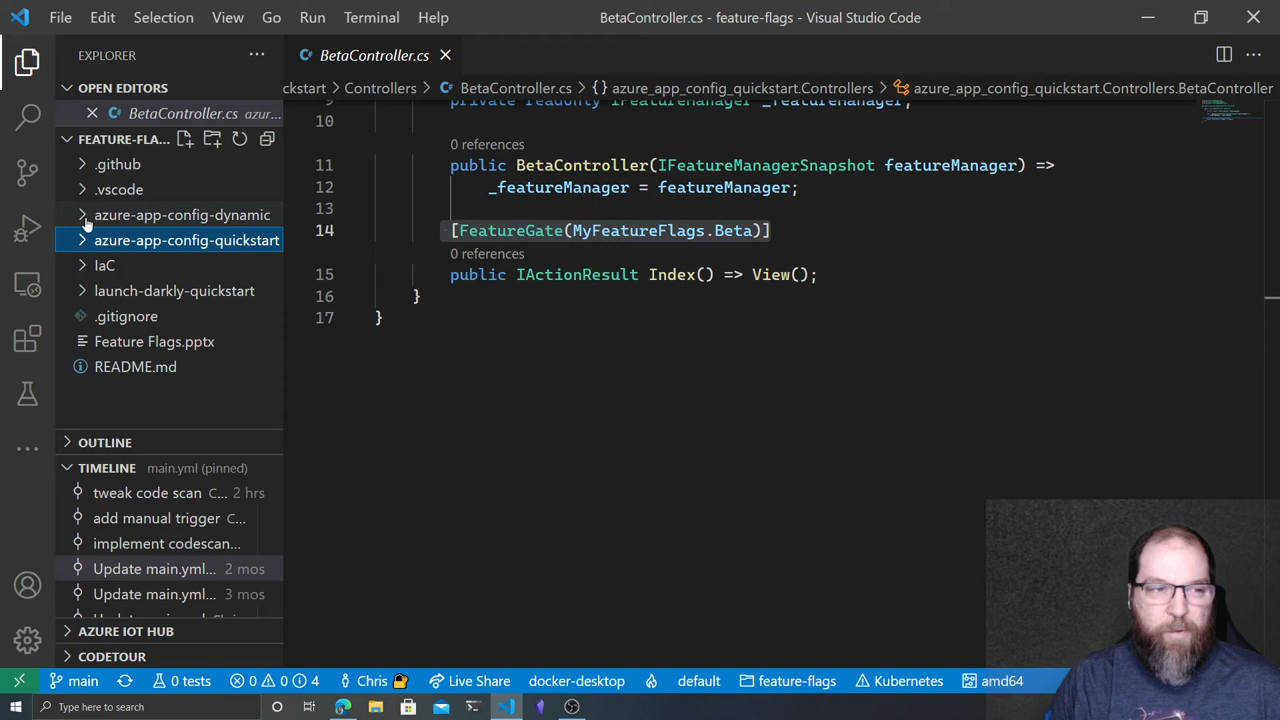 File Edit Selection View Go Run Terminal Help
BetaController.cs - feature-flags - Visual Studio Code
EXPLORER
OPEN EDITORS
BetaController.cs azur...
FEATURE-FLA...
.github
.vscode
azure-app-config-dynamic
azure-app-config-quickstart
IaC
launch-darkly-quickstart
.gitignore
Feature Flags.pptx
README.md
OUTLINE
TIMELINE main.yml (pinned)
tweak code scan C... 2 hrs
add manual trigger C...
implement codescan...
Update main.yml... 2 mos
Update main.yml... 3 mos
AZURE IOT HUB
CODETOUR
BetaController.cs
ckstart > Controllers > BetaController.cs > {} azure_app_config_quickstart.Controllers > azure_app_config_quickstart.Controllers.BetaController
9 private readonly IFeatureManager _featureManager;
10
0 references
11 public BetaController(IFeatureManagerSnapshot featureManager) =>
12 _featureManager = featureManager;
13
14 [FeatureGate(MyFeatureFlags.Beta)]
0 references
15 public IActionResult Index() => View();
16 }
17 }
main 0 tests 0 0 4 Chris Live Share docker-desktop default feature-flags Kubernetes amd64
Type here to search